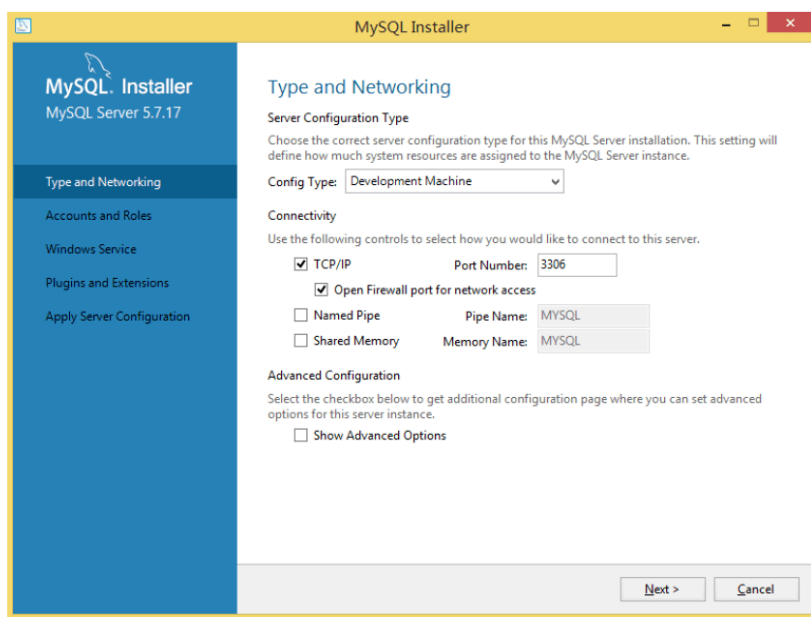 MySQL Installer
MySQL. Installer
MySQL Server 5.7.17
Type and Networking
Accounts and Roles
Windows Service
Plugins and Extensions
Apply Server Configuration
Type and Networking
Server Configuration Type
Choose the correct server configuration type for this MySQL Server installation. This setting will
define how much system resources are assigned to the MySQL Server instance.
Config Type: Development Machine
Connectivity
Use the following controls to select how you would like to connect to this server.
TCP/IP Port Number: 3306
Open Firewall port for network access
Named Pipe Pipe Name: MYSQL
Shared Memory Memory Name: MYSQL
Advanced Configuration
Select the checkbox below to get additional configuration page where you can set advanced
options for this server instance.
Show Advanced Options
Next > Cancel